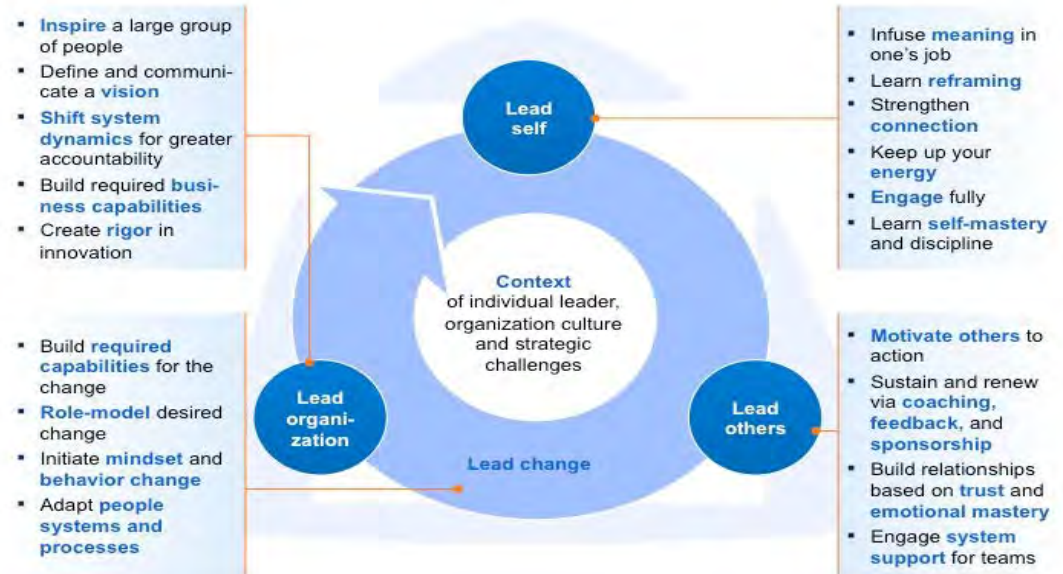 ▪ Inspire a large group
of people
▪ Define and communi-
cate a vision
▪ Shift system
dynamics for greater
accountability
▪ Build required busi-
ness capabilities
▪ Create rigor in
innovation
Lead
self
▪ Infuse meaning in
one's job
▪ Learn reframing
▪ Strengthen
connection
▪ Keep up your
energy
▪ Engage fully
▪ Learn self-mastery
and discipline
Context
of individual leader,
organization culture
and strategic
challenges
▪ Build required
capabilities for the
change
▪ Role-model desired
change
▪ Initiate mindset and
behavior change
▪ Adapt people
systems and
processes
Lead
organi-
zation
Lead change
Lead
others
▪ Motivate others to
action
▪ Sustain and renew
via coaching,
feedback, and
sponsorship
▪ Build relationships
based on trust and
emotional mastery
▪ Engage system
support for teams